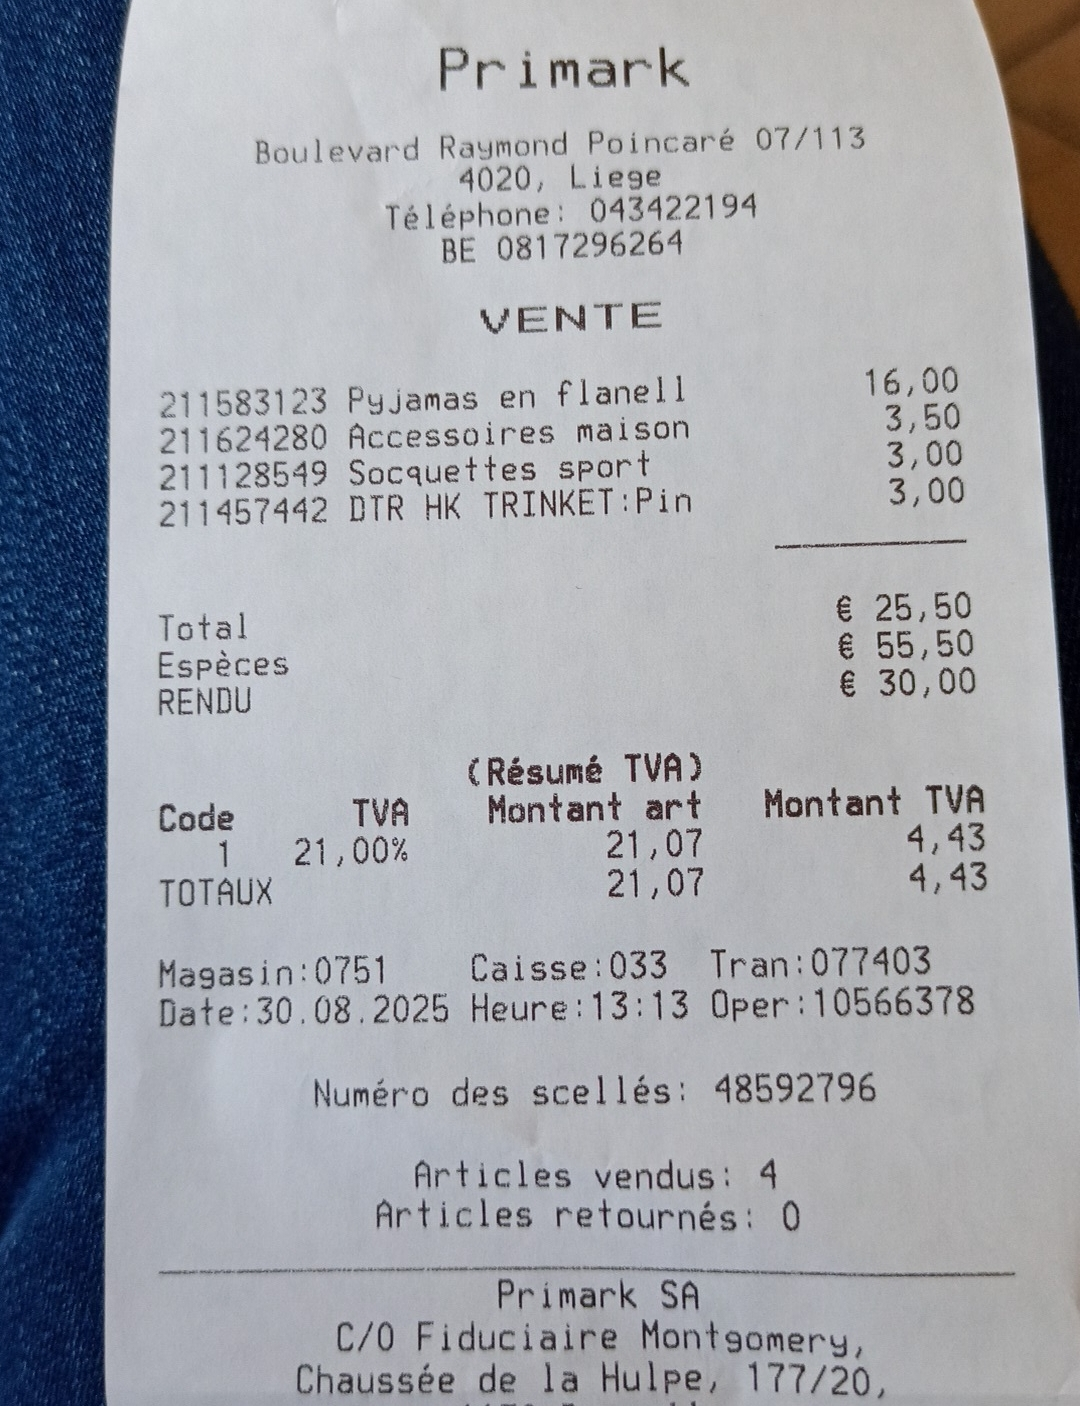 Primark
Boulevard Raymond Poincaré 07/113
4020, Liege
Téléphone: 043422194
BE 0817296264
VENTE
211583123 Pyjamas en flanell 16,00
211624280 Accessoires maison 3,50
211128549 Socquettes sport 3,00
211457442 DTR HK TRINKET:Pin 3,00
Total € 25,50
Espèces € 55,50
RENDU € 30,00
(Résumé TVA)
Code TVA Montant art Montant TVA
1 21,00% 21,07 4,43
TOTAUX 21,07 4,43
Magasin:0751 Caisse:033 Tran:077403
Date:30.08.2025 Heure:13:13 Oper:10566378
Numéro des scellés: 48592796
Articles vendus: 4
Articles retournés: 0
Primark SA
C/O Fiduciaire Montgomery,
Chaussée de la Hulpe, 177/20,